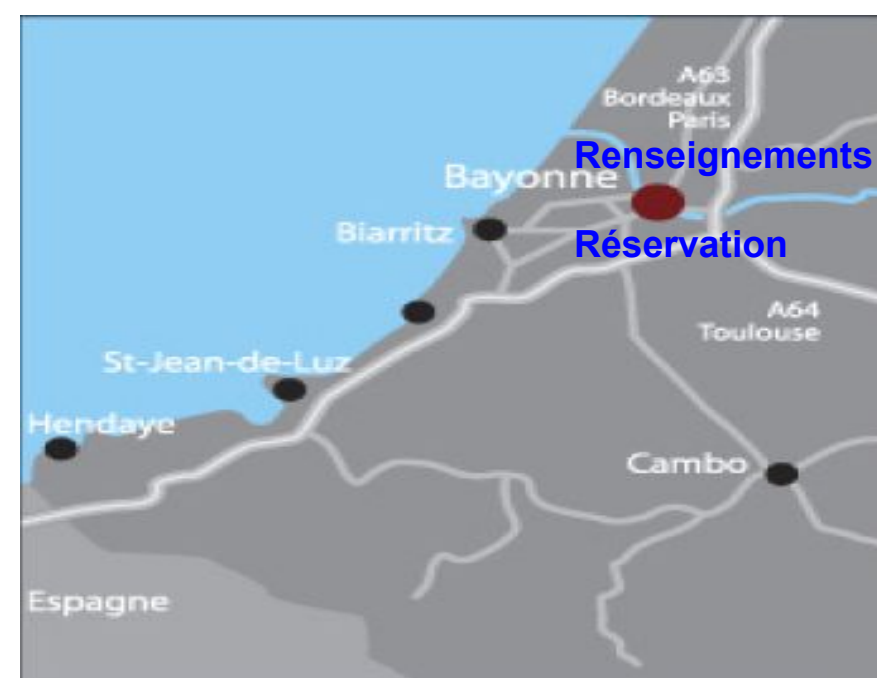 A63
Bordeaux
Paris
Renseignements
Bayonne
Biarritz
Réservation
A64
Toulouse
St-Jean-de-Luz
Hendaye
Cambo
Espagne